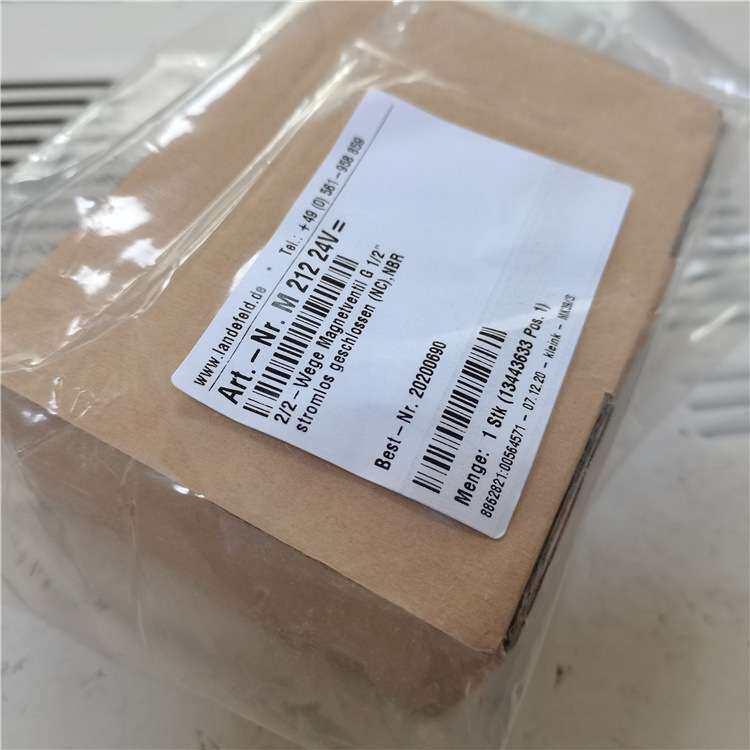 www.landefeld.de • Tel.: +49 (0) 561-958 859
Art.-Nr. M 212 24V=
2/2-Wege Magnetventil G 1/2"
stromlos geschlossen (NC),NBR
Best-Nr. 20200690
Menge: 1 Stk (13443633 Pos. 1)
8862821:00564571 - 07.12.20 - kleink -